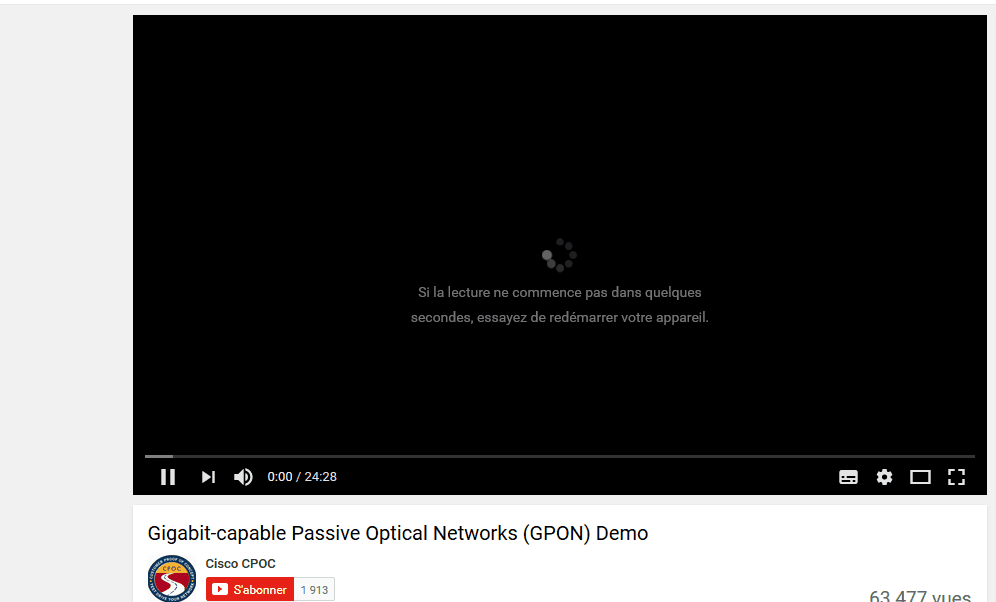 Si la lecture ne commence pas dans quelques
secondes, essayez de redémarrer votre appareil.
0:00 / 24:28
Gigabit-capable Passive Optical Networks (GPON) Demo
CPOC
Cisco CPOC
S'abonner 1 913
63 477 vues